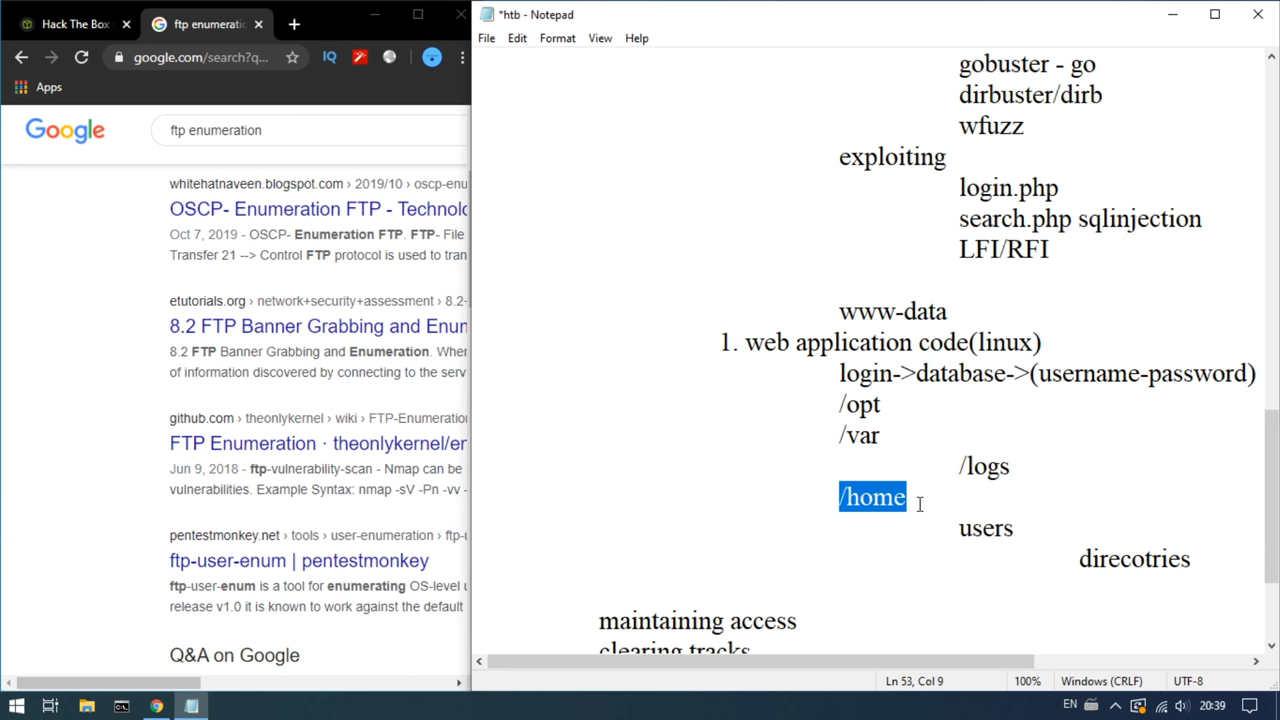 Hack The Box
ftp enumeratic
google.com/search?q...
IQ
Apps
Google
ftp enumeration
whitehatnaveen.blogspot.com › 2019/10 › oscp-enu
OSCP- Enumeration FTP - Technolo
Oct 7, 2019 - OSCP- Enumeration FTP. FTP- File
Transfer 21 --> Control FTP protocol is used to tran
etutorials.org › network+security+assessment › 8.2-
8.2 FTP Banner Grabbing and Enum
8.2 FTP Banner Grabbing and Enumeration. When
of information discovered by connecting to the serv
github.com › theonlykernel › wiki › FTP-Enumeration
FTP Enumeration · theonlykernel/en
Jun 9, 2018 - ftp-vulnerability-scan - Nmap can be
vulnerabilities. Example Syntax: nmap -sV -Pn -vv -
pentestmonkey.net › tools › user-enumeration › ftp-u
ftp-user-enum | pentestmonkey
ftp-user-enum is a tool for enumerating OS-level u
release v1.0 it is known to work against the default
Q&A on Google
*htb - Notepad
File Edit Format View Help
gobuster - go
dirbuster/dirb
wfuzz
exploiting
login.php
search.php sqlinjection
LFI/RFI
www-data
1. web application code(linux)
login->database->(username-password)
/opt
/var
/logs
/home
users
direcotries
maintaining access
clearing tracks
Ln 53, Col 9 100% Windows (CRLF) UTF-8
EN 20:39